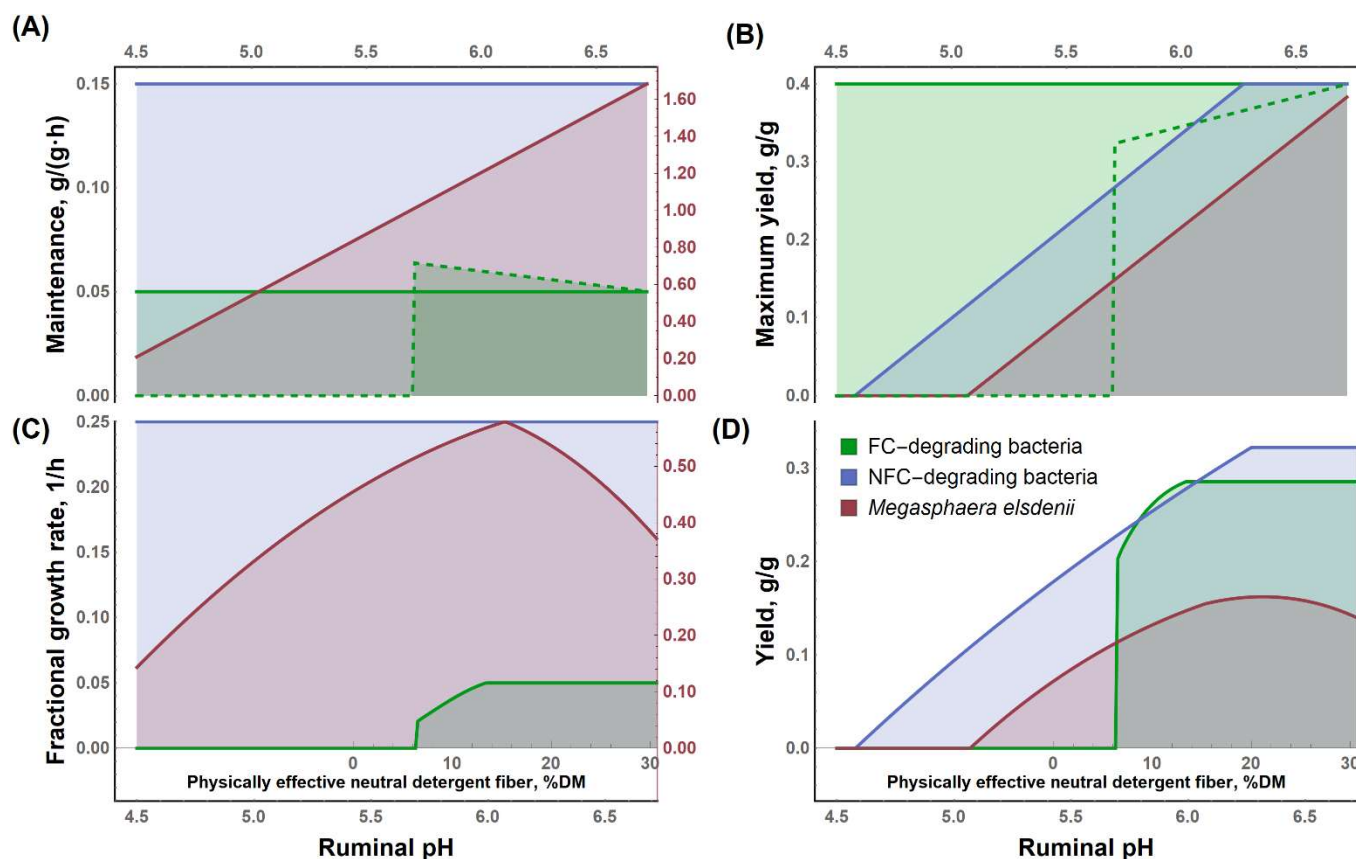 (A)
(B)
4.5 5.0 5.5 6.0 6.5
4.5 5.0 5.5 6.0 6.5
Maintenance, g/(g·h)
0.15
0.10
0.05
0.00
1.60
1.40
1.20
1.00
0.80
0.60
0.40
0.20
0.00
Maximum yield, g/g
0.4
0.3
0.2
0.1
0.0
(C)
(D)
Fractional growth rate, 1/h
0.25
0.20
0.15
0.10
0.05
0.00
0.50
0.40
0.30
0.20
0.10
0.00
0 10 20 30
Physically effective neutral detergent fiber, %DM
4.5 5.0 5.5 6.0 6.5
Ruminal pH
Yield, g/g
0.3
0.2
0.1
0.0
FC−degrading bacteria
NFC−degrading bacteria
Megasphaera elsdenii
0 10 20 30
Physically effective neutral detergent fiber, %DM
4.5 5.0 5.5 6.0 6.5
Ruminal pH